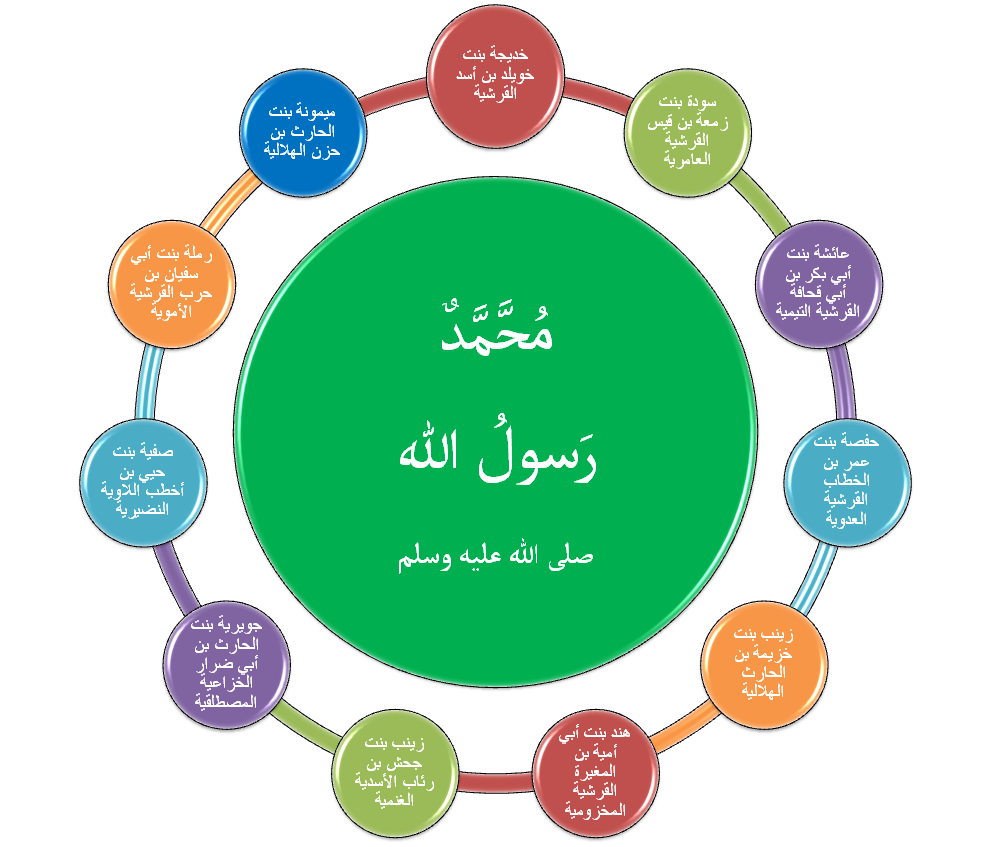 خديجة بنت
خويلد بن أسد
القرشية
سودة بنت
زمعة بن قيس
القرشية
العامرية
عائشة بنت
أبي بكر بن
أبي قحافة
القرشية التيمية
حفصة بنت
عمر بن
الخطاب
القرشية
العدوية
زينب بنت
خزيمة بن
الحارث
الهلالية
هند بنت أبي
أمية بن
المغيرة
القرشية
المخزومية
زينب بنت
جحش بن
رئاب الأسدية
الغنمية
جويرية بنت
الحارث بن
أبي ضرار
الخزاعية
المصطلقية
صفية بنت
حيي بن
أخطب اللاوية
النضيرية
رملة بنت أبي
سفيان بن
حرب القرشية
الأموية
ميمونة بنت
الحارث بن
حزن الهلالية
مُحَمَّدٌ
رَسولُ الله
صلى الله عليه وسلم